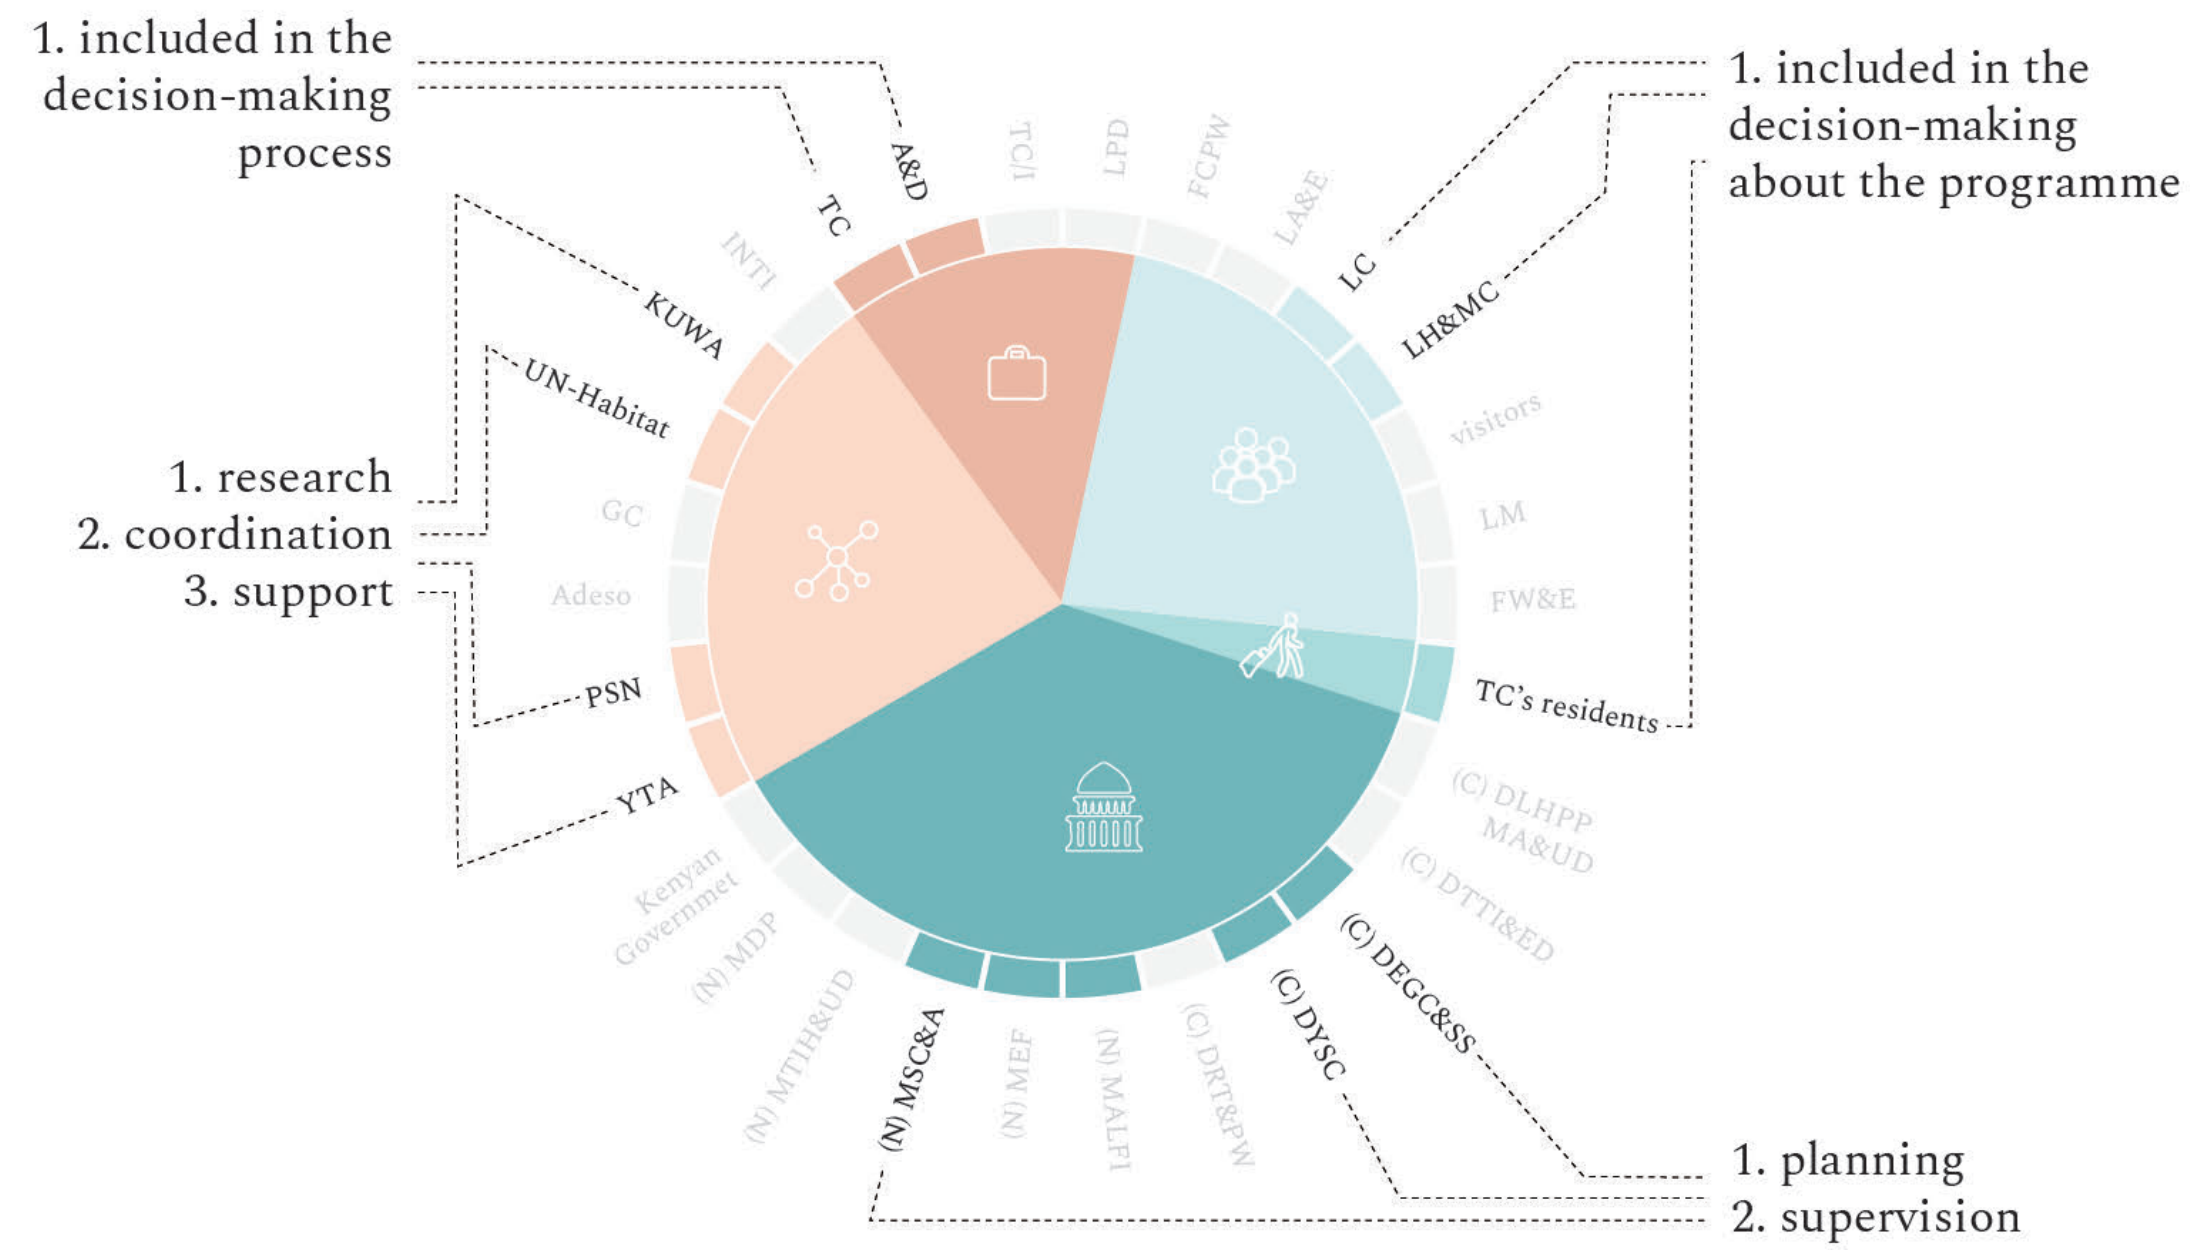 1. included in the
decision-making
process
1. included in the
decision-making
about the programme
1. research
2. coordination
3. support
1. planning
2. supervision
INTI
TC
A&D
TC/I
LPD
FCPW
LA&E
LC
LH&MC
visitors
LM
FW&E
TC's residents
(C) DLHPP
MA&UD
(C) DTTI&ED
(C) DEGC&SS
(C) DYSC
(C) DRT&PW
(N) MALFI
(N) MEF
(N) MSC&A
(N) MTIH&UD
(N) MDP
Kenyan
Governmet
YTA
PSN
Adeso
GC
UN-Habitat
KUWA